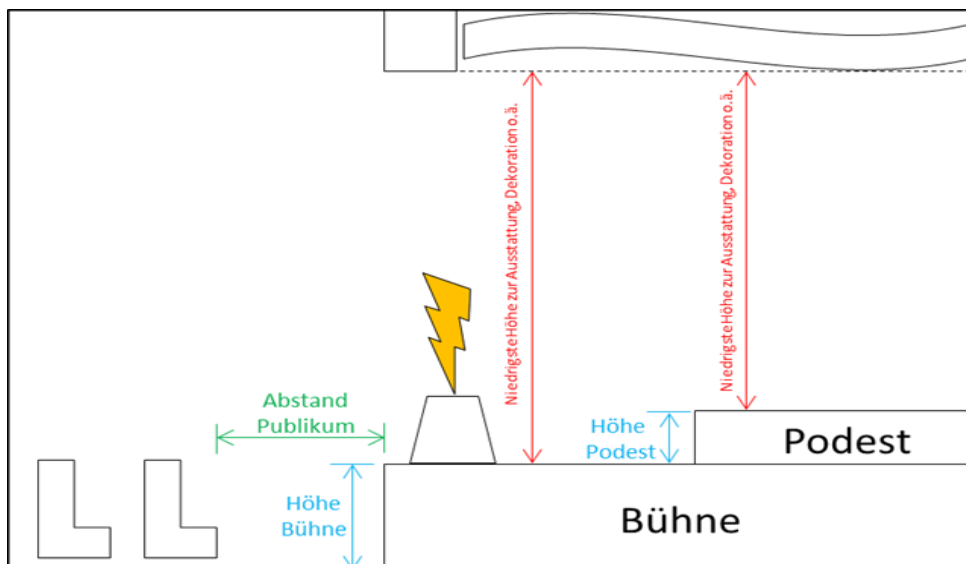 Niedrigste Höhe zur Ausstattung, Dekoration o.ä.
Niedrigste Höhe zur Ausstattung, Dekoration o.ä.
Abstand
Publikum
Höhe
Podest
Podest
Höhe
Bühne
Bühne